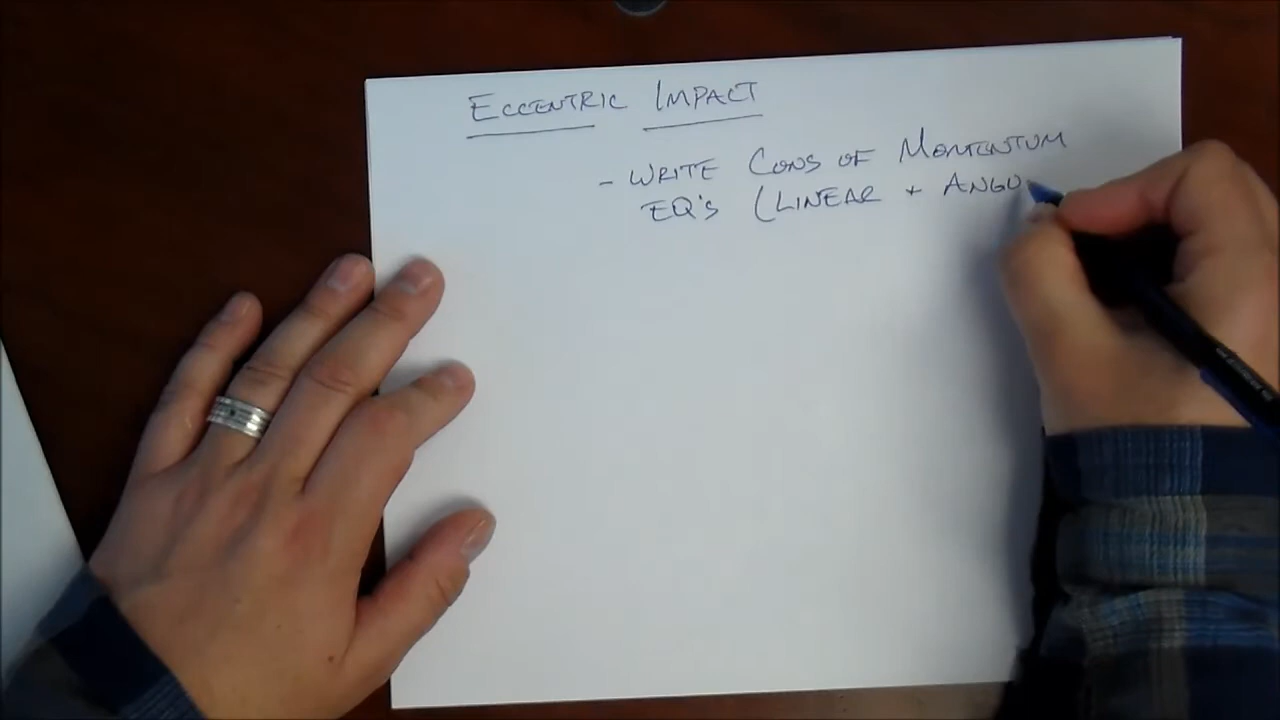 ECCENTRIC IMPACT
- WRITE CONS OF MOMENTUM
EQ'S (LINEAR + ANGU